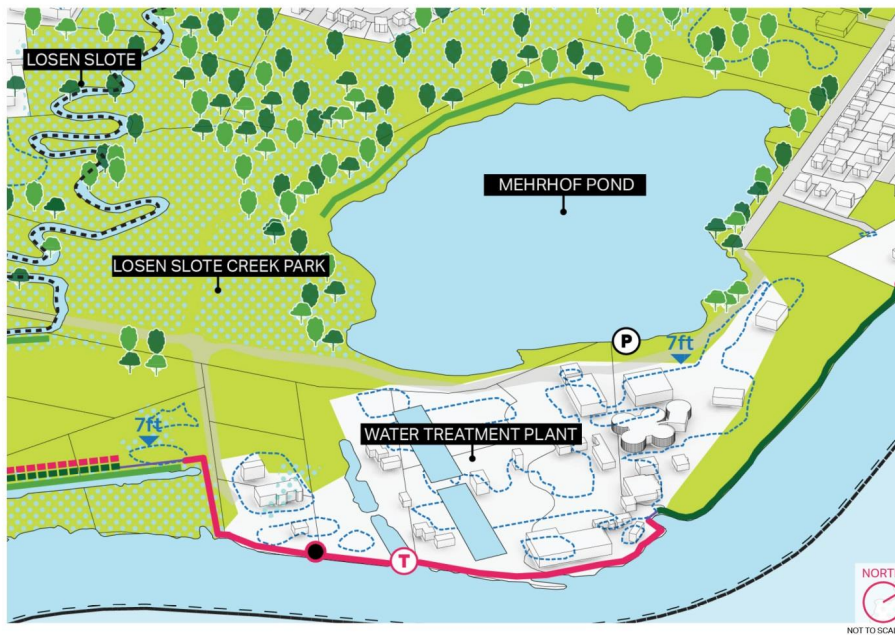 LOSEN SLOTE
MEHRHOF POND
LOSEN SLOTE CREEK PARK
P
7ft
7ft
WATER TREATMENT PLANT
T
NORT
NOT TO SCA